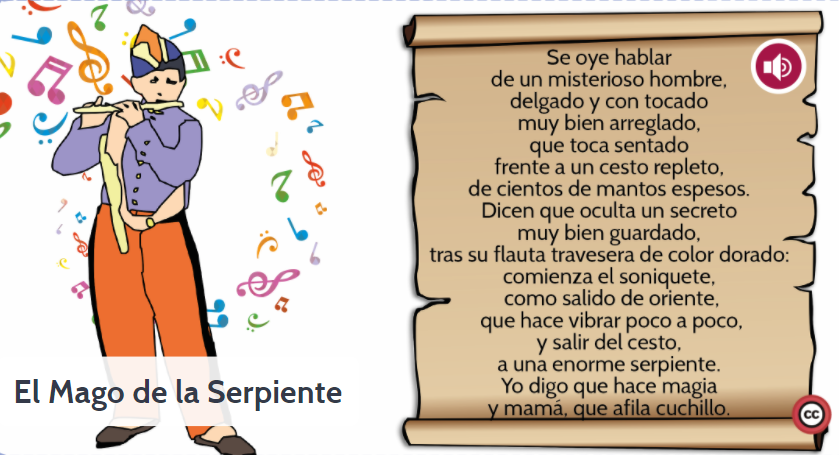 El Mago de la Serpiente
Se oye hablar
de un misterioso hombre,
delgado y con tocado
muy bien arreglado,
que toca sentado
frente a un cesto repleto,
de cientos de mantos espesos.
Dicen que oculta un secreto
muy bien guardado,
tras su flauta travesera de color dorado:
comienza el soniquete,
como salido de oriente,
que hace vibrar poco a poco,
y salir del cesto,
a una enorme serpiente.
Yo digo que hace magia
y mamá, que afila cuchillo.
cc